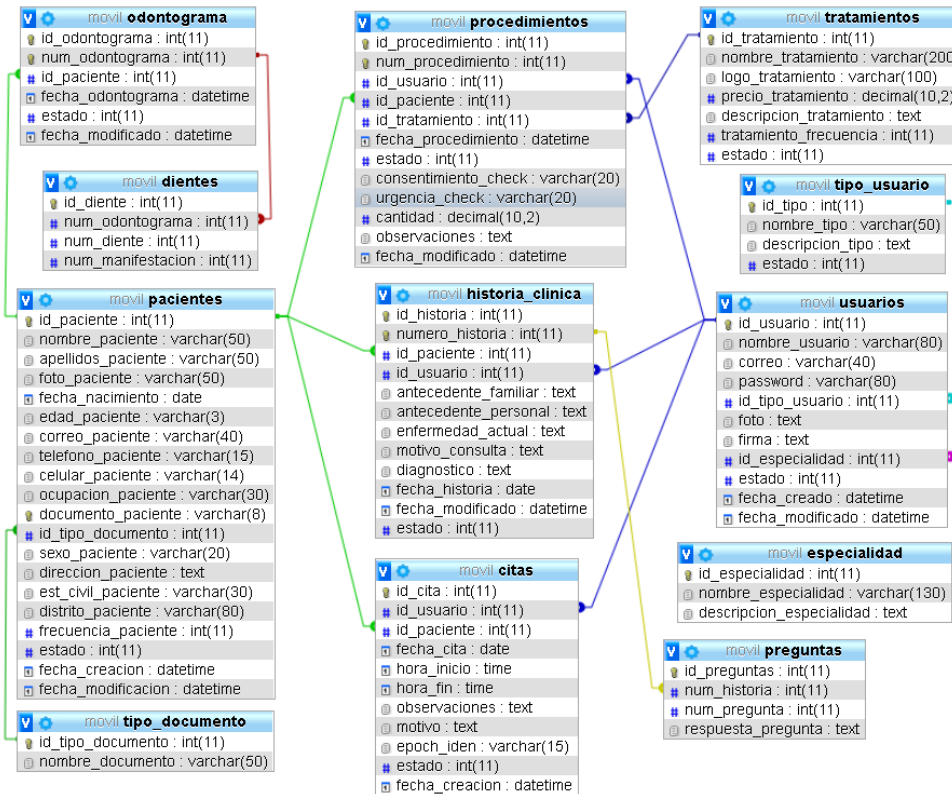 movil odontograma
id_odontograma : int(11)
num_odontograma : int(11)
id_paciente : int(11)
fecha_odontograma : datetime
estado : int(11)
fecha_modificado : datetime
movil dientes
id_diente : int(11)
num_odontograma : int(11)
num_diente : int(11)
num_manifestacion : int(11)
movil pacientes
id_paciente : int(11)
nombre_paciente : varchar(50)
apellidos_paciente : varchar(50)
foto_paciente : varchar(50)
fecha_nacimiento : date
edad_paciente : varchar(3)
correo_paciente : varchar(40)
telefono_paciente : varchar(15)
celular_paciente : varchar(14)
ocupacion_paciente : varchar(30)
documento_paciente : varchar(8)
id_tipo_documento : int(11)
sexo_paciente : varchar(20)
direccion_paciente : text
est_civil_paciente : varchar(30)
distrito_paciente : varchar(80)
frecuencia_paciente : int(11)
estado : int(11)
fecha_creacion : datetime
fecha_modificacion : datetime
movil tipo_documento
id_tipo_documento : int(11)
nombre_documento : varchar(50)
movil procedimientos
id_procedimiento : int(11)
num_procedimiento : int(11)
id_usuario : int(11)
id_paciente : int(11)
id_tratamiento : int(11)
fecha_procedimiento : datetime
estado : int(11)
consentimiento_check : varchar(20)
urgencia_check : varchar(20)
cantidad : decimal(10,2)
observaciones : text
fecha_modificado : datetime
movil historia_clinica
id_historia : int(11)
numero_historia : int(11)
id_paciente : int(11)
id_usuario : int(11)
antecedente_familiar : text
antecedente_personal : text
enfermedad_actual : text
motivo_consulta : text
diagnostico : text
fecha_historia : date
fecha_modificado : datetime
estado : int(11)
movil citas
id_cita : int(11)
id_usuario : int(11)
id_paciente : int(11)
fecha_cita : date
hora_inicio : time
hora_fin : time
observaciones : text
motivo : text
epoch_iden : varchar(15)
estado : int(11)
fecha_creacion : datetime
movil tratamientos
id_tratamiento : int(11)
nombre_tratamiento : varchar(200
logo_tratamiento : varchar(100)
precio_tratamiento : decimal(10,2)
descripcion_tratamiento : text
tratamiento_frecuencia : int(11)
estado : int(11)
movil tipo_usuario
id_tipo : int(11)
nombre_tipo : varchar(50)
descripcion_tipo : text
estado : int(11)
movil usuarios
id_usuario : int(11)
nombre_usuario : varchar(80)
correo : varchar(40)
password : varchar(80)
id_tipo_usuario : int(11)
foto : text
firma : text
id_especialidad : int(11)
estado : int(11)
fecha_creado : datetime
fecha_modificado : datetime
movil especialidad
id_especialidad : int(11)
nombre_especialidad : varchar(130)
descripcion_especialidad : text
movil preguntas
id_preguntas : int(11)
num_historia : int(11)
num_pregunta : int(11)
respuesta_pregunta : text